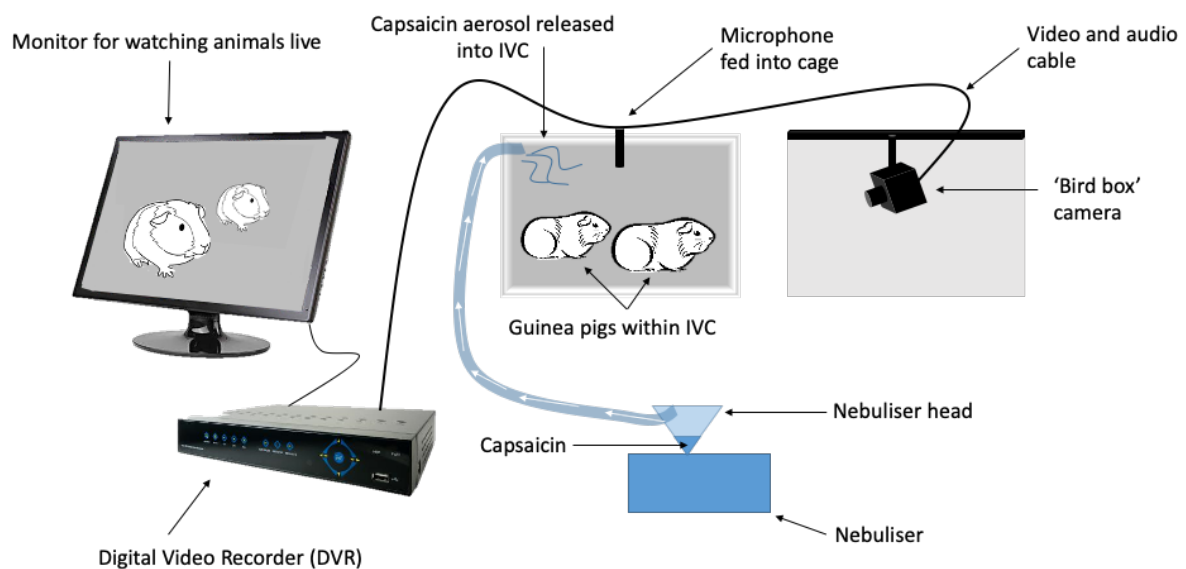 Monitor for watching animals live
Capsaicin aerosol released
into IVC
Microphone
fed into cage
Video and audio
cable
'Bird box'
camera
Guinea pigs within IVC
Nebuliser head
Capsaicin
Nebuliser
Digital Video Recorder (DVR)